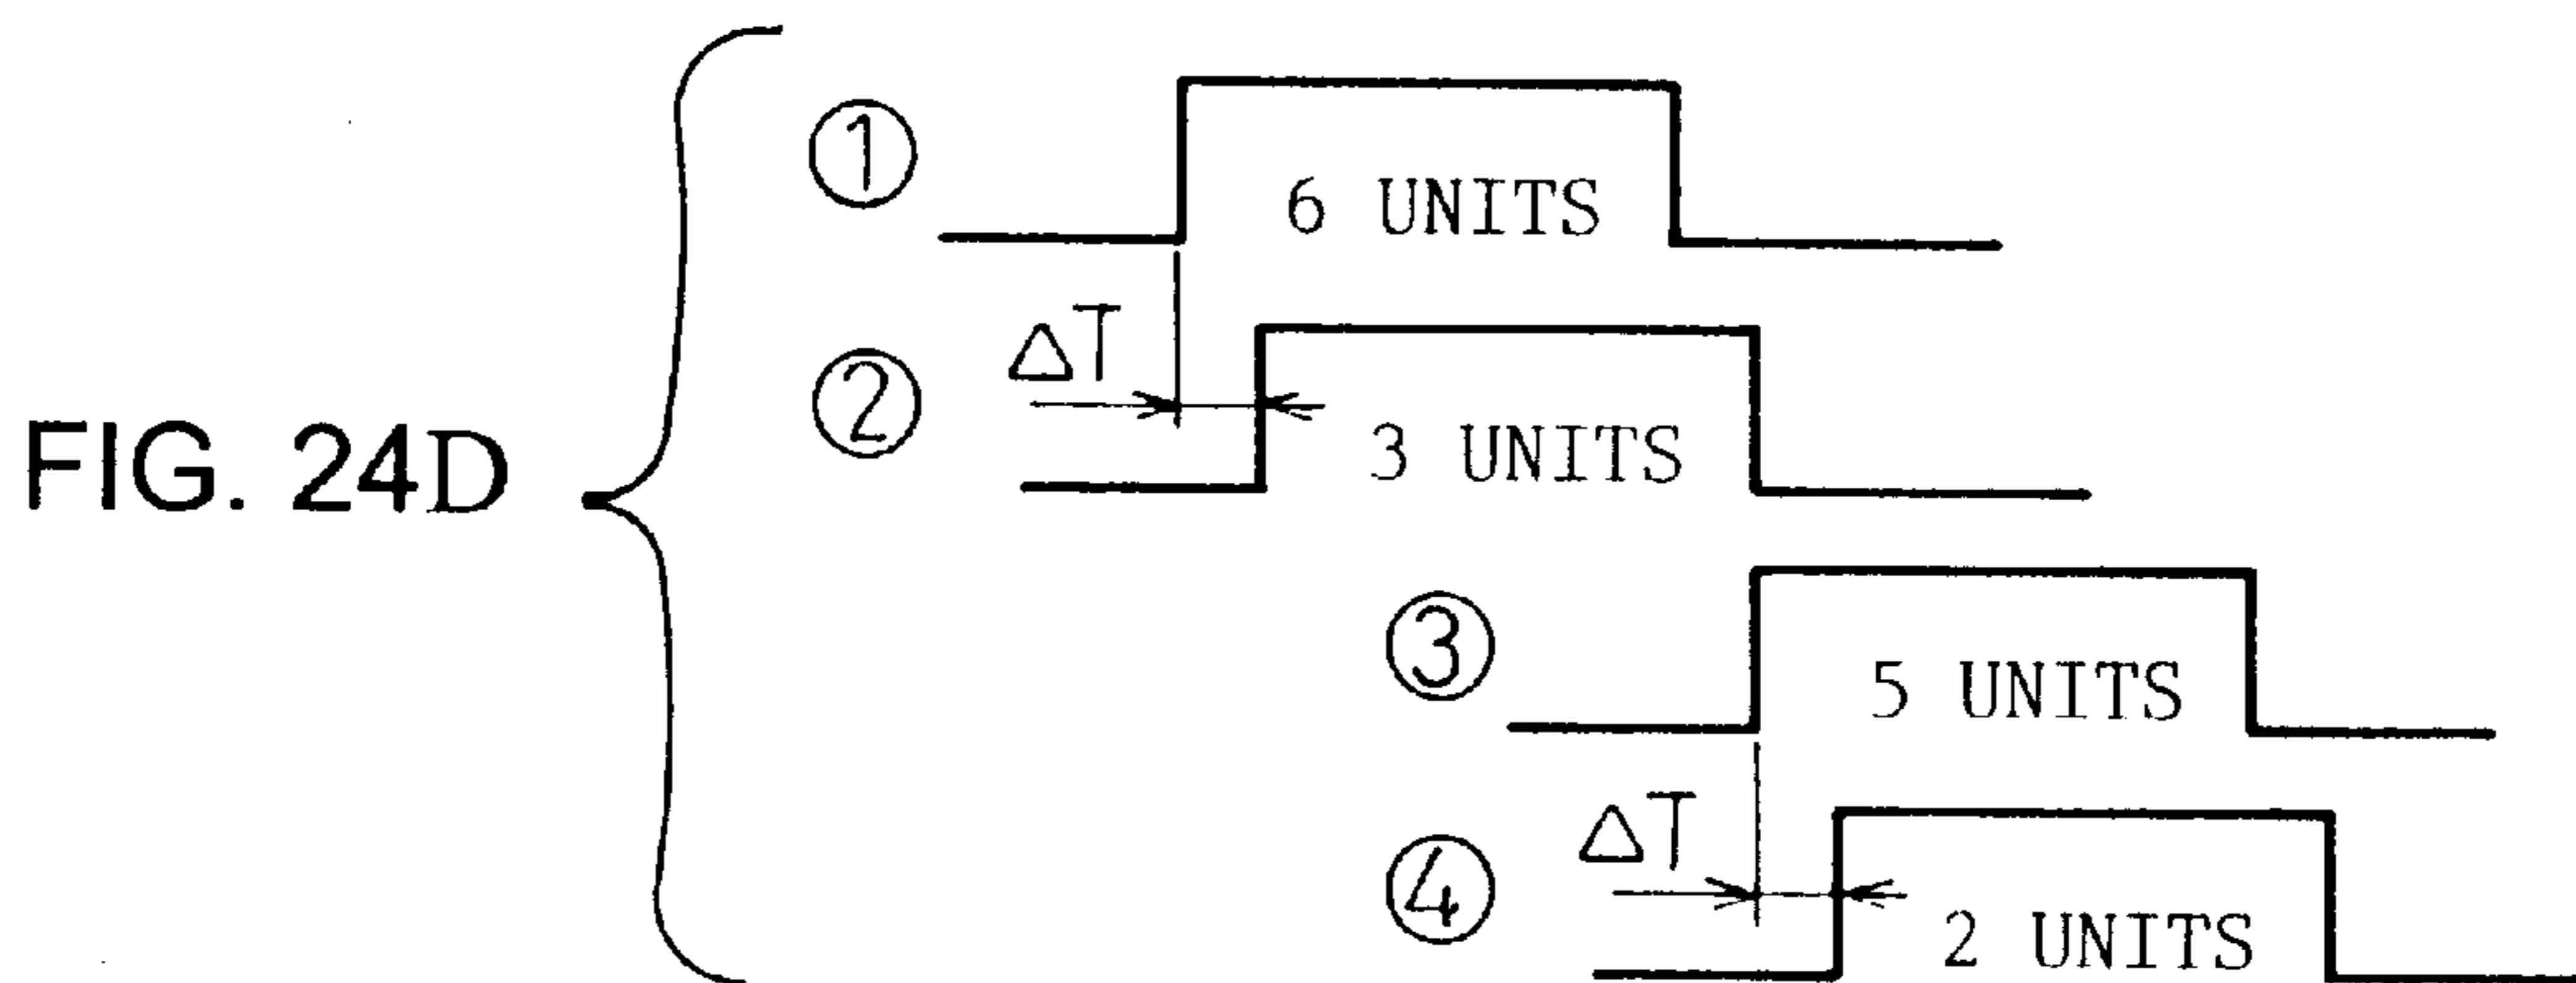 FIG. 24D
①
6 UNITS
ΔT
②
3 UNITS
③
5 UNITS
ΔT
④
2 UNITS